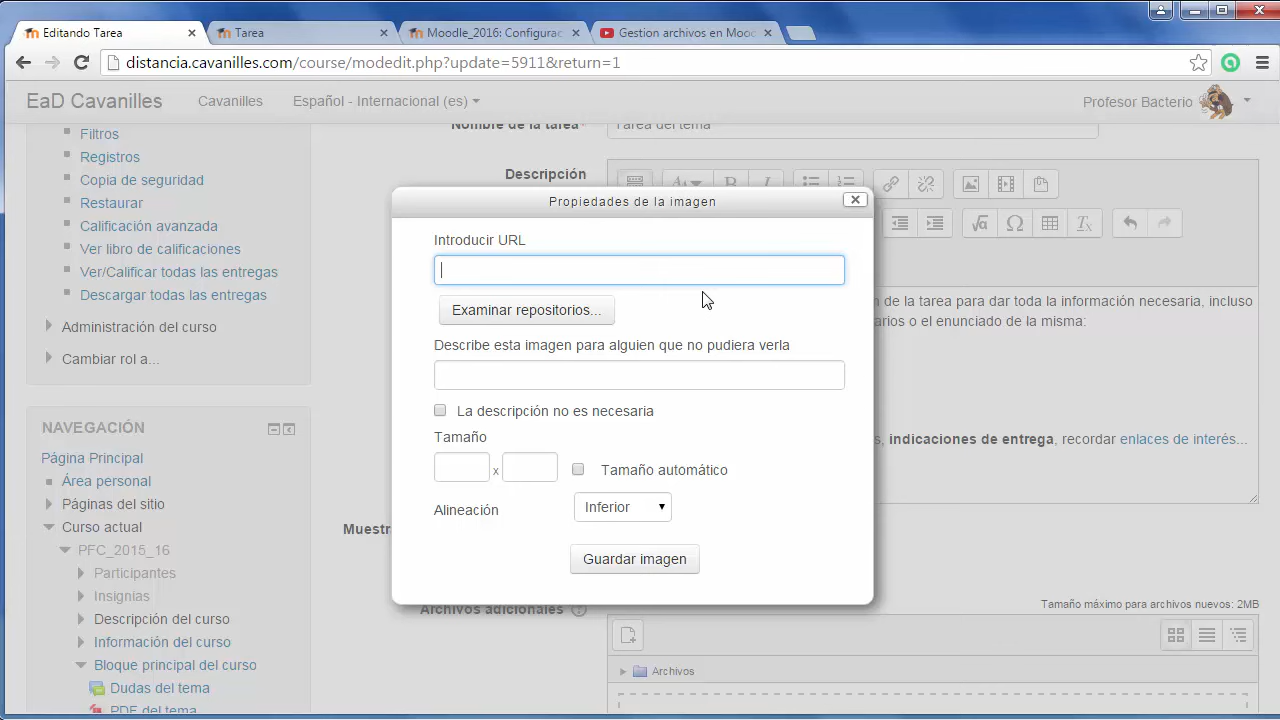 Editando Tarea
Tarea
Moodle_2016: Configurac
Gestion archivos en Mood
distancia.cavanilles.com/course/modedit.php?update=5911&return=1
EaD Cavanilles
Cavanilles
Español - Internacional (es)
Profesor Bacterio
Filtros
Registros
Copia de seguridad
Restaurar
Calificación avanzada
Ver libro de calificaciones
Ver/Calificar todas las entregas
Descargar todas las entregas
Administración del curso
Cambiar rol a...
NAVEGACIÓN
Página Principal
Área personal
Páginas del sitio
Curso actual
PFC_2015_16
Participantes
Insignias
Descripción del curso
Información del curso
Bloque principal del curso
Dudas del tema
PDF del tema
Nombre de la tarea*
Tarea del tema
Descripción
n de la tarea para dar toda la información necesaria, incluso
arios o el enunciado de la misma:
s, indicaciones de entrega, recordar enlaces de interés...
Muestr
Archivos adicionales
Tamaño máximo para archivos nuevos: 2MB
Archivos
Propiedades de la imagen
Introducir URL
Examinar repositorios...
Describe esta imagen para alguien que no pudiera verla
La descripción no es necesaria
Tamaño
x
Tamaño automático
Alineación
Inferior
Guardar imagen